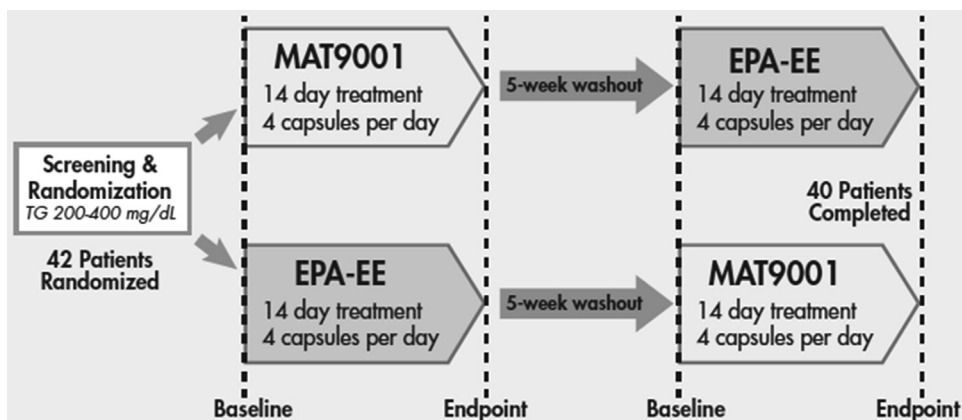 Screening &
Randomization
TG 200-400 mg/dL
42 Patients
Randomized
MAT9001
14 day treatment
4 capsules per day
5-week washout
EPA-EE
14 day treatment
4 capsules per day
EPA-EE
14 day treatment
4 capsules per day
5-week washout
MAT9001
14 day treatment
4 capsules per day
40 Patients
Completed
Baseline
Endpoint
Baseline
Endpoint